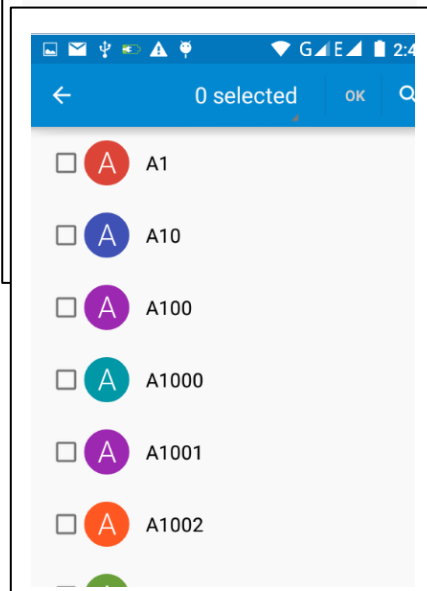 G E 2:4
0 selected OK
A A1
A A10
A A100
A A1000
A A1001
A A1002